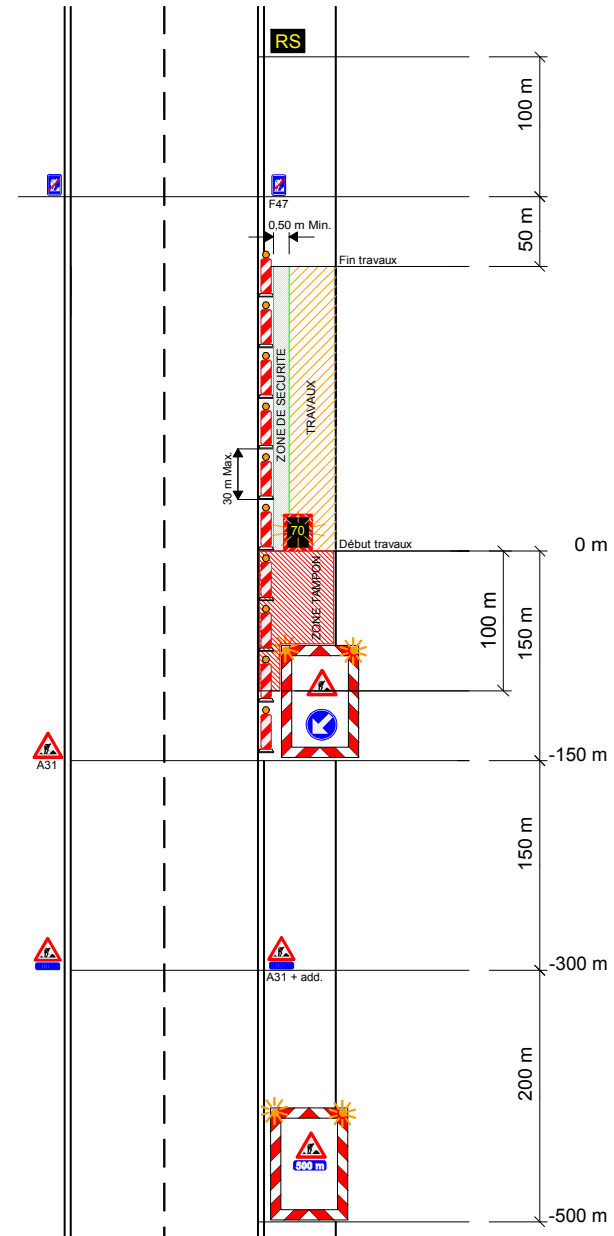 RS
100 m
F47
50 m
0,50 m Min.
Fin travaux
ZONE DE SECURITE
TRAVAUX
30 m Max.
70
Début travaux
0 m
ZONE TAMPON
100 m
150 m
A31
-150 m
150 m
A31 + add.
-300 m
200 m
500 m
-500 m